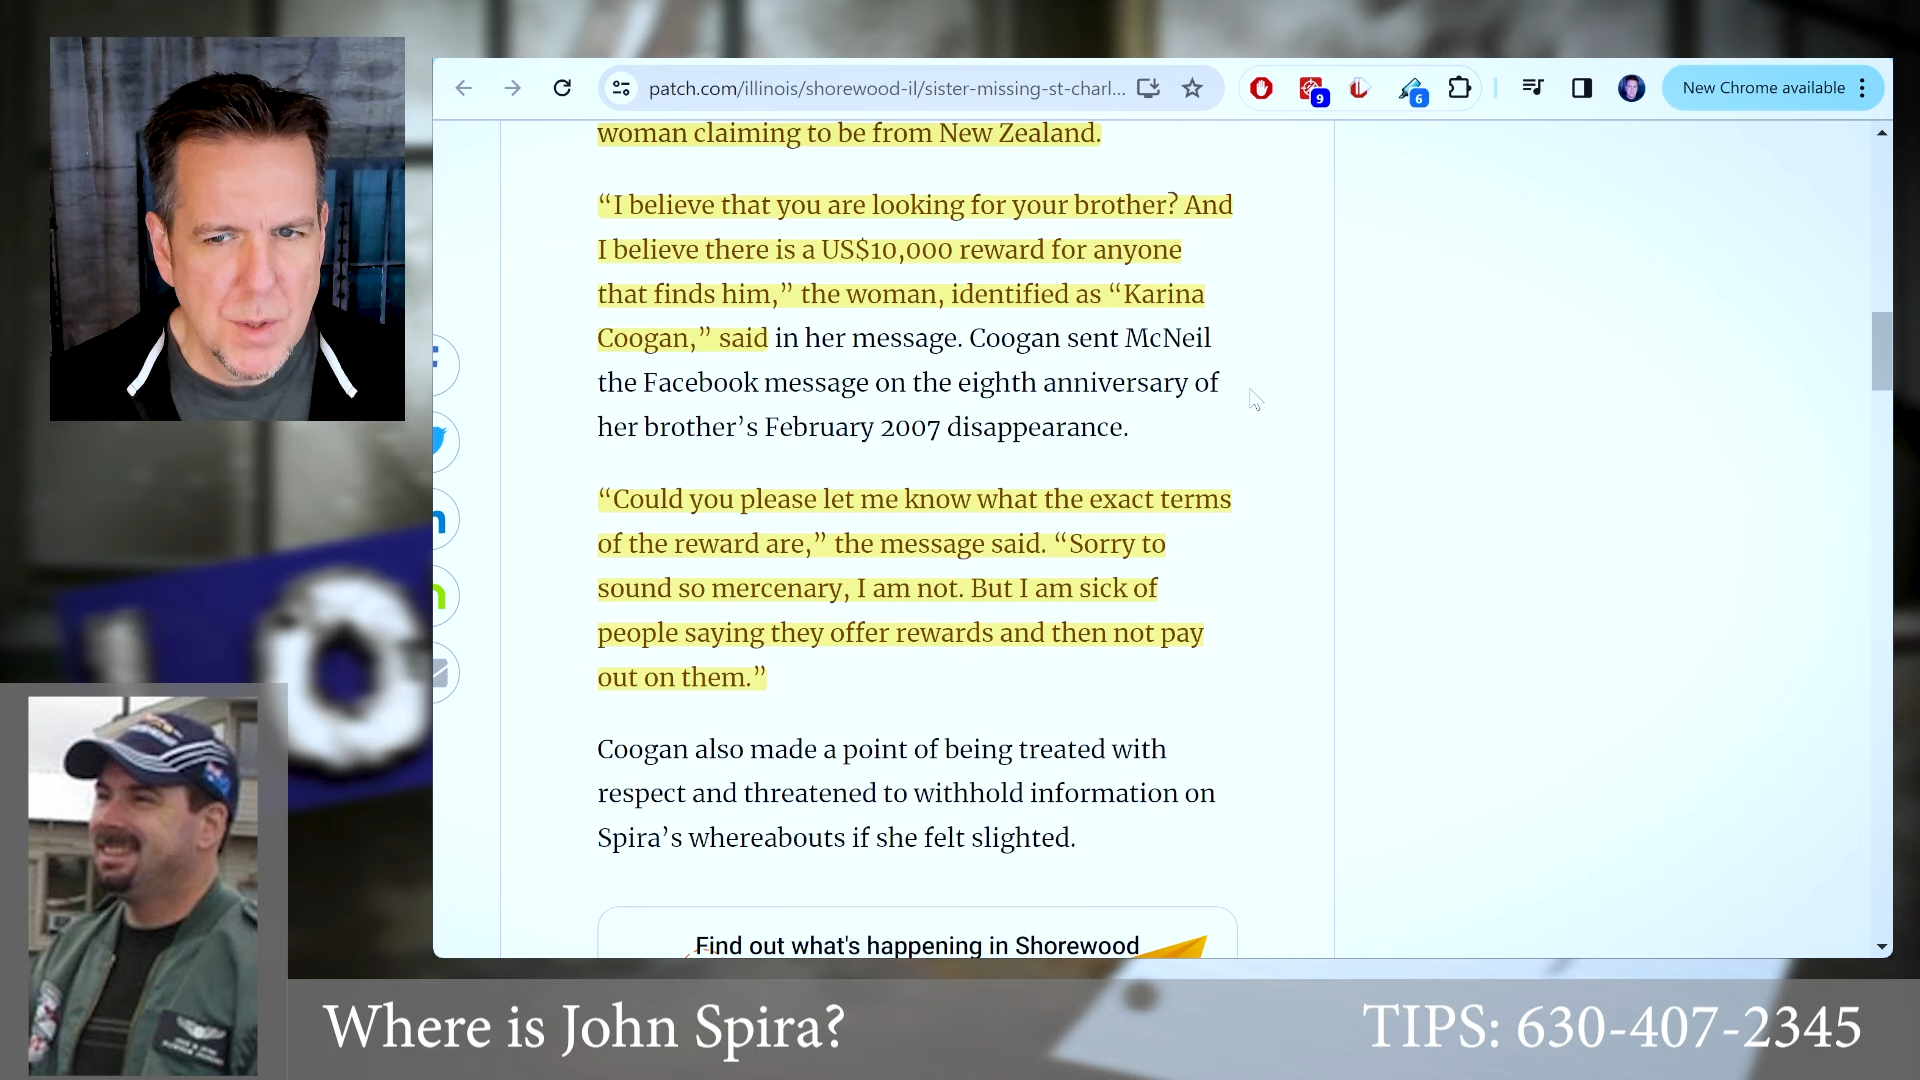 patch.com/illinois/shorewood-il/sister-missing-st-charl...
9
6
New Chrome available
woman claiming to be from New Zealand.
“I believe that you are looking for your brother? And
I believe there is a US$10,000 reward for anyone
that finds him,” the woman, identified as “Karina
Coogan,” said in her message. Coogan sent McNeil
the Facebook message on the eighth anniversary of
her brother’s February 2007 disappearance.
“Could you please let me know what the exact terms
of the reward are,” the message said. “Sorry to
sound so mercenary, I am not. But I am sick of
people saying they offer rewards and then not pay
out on them.”
Coogan also made a point of being treated with
respect and threatened to withhold information on
Spira’s whereabouts if she felt slighted.
Find out what's happening in Shorewood
Where is John Spira?
TIPS: 630-407-2345